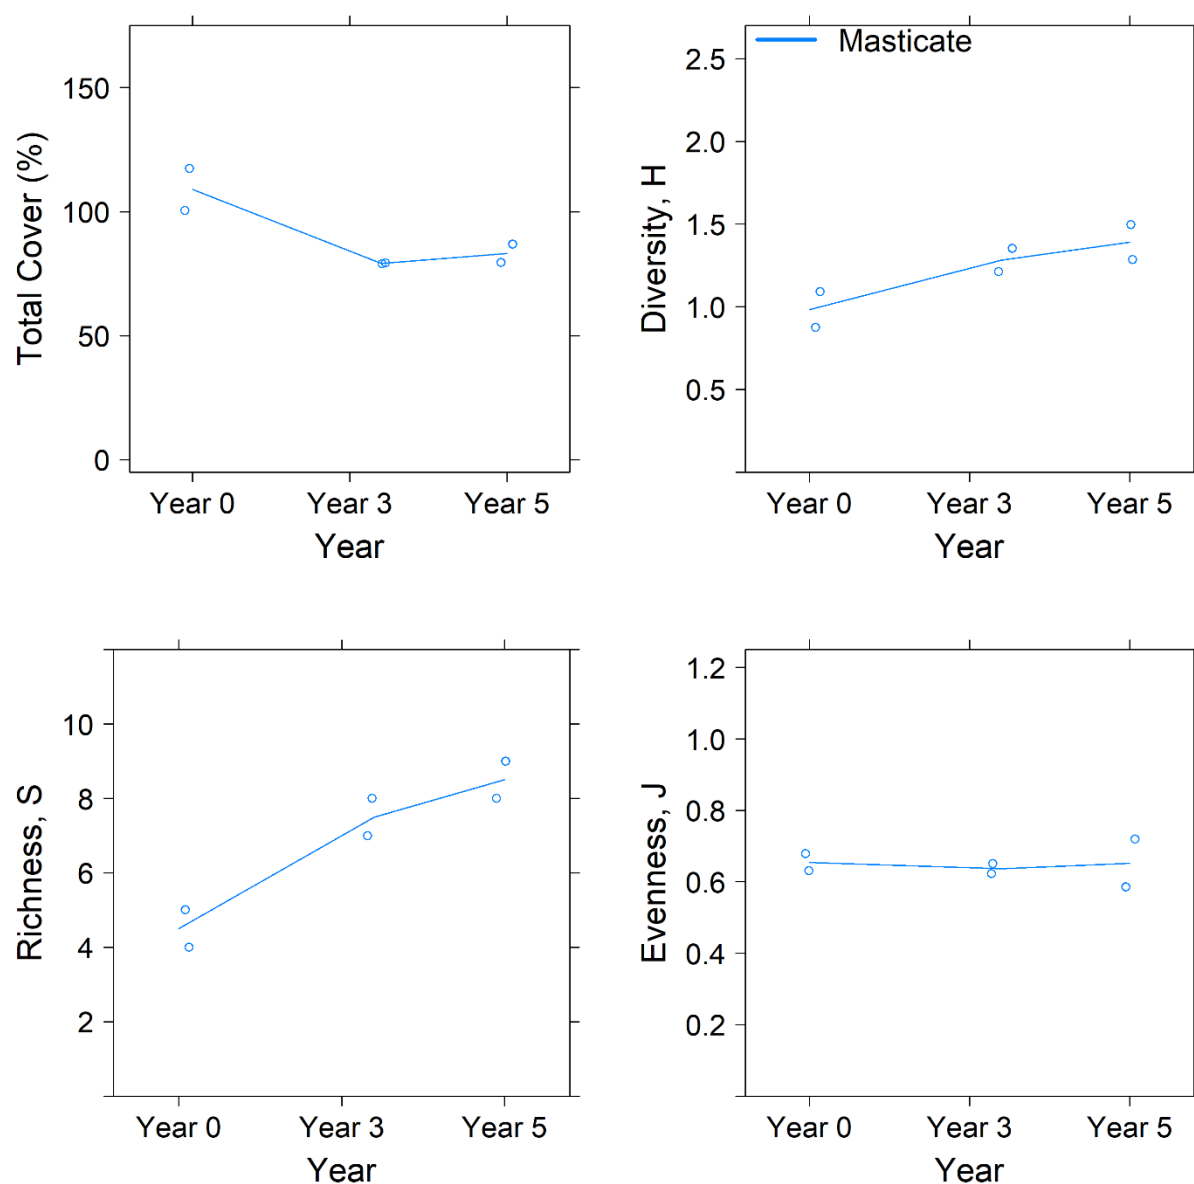 150
100
50
0
Total Cover (%)
Year 0 Year 3 Year 5
Year
Masticate
2.5
2.0
1.5
1.0
0.5
Diversity, H
Year 0 Year 3 Year 5
Year
10
8
6
4
2
Richness, S
Year 0 Year 3 Year 5
Year
1.2
1.0
0.8
0.6
0.4
0.2
Evenness, J
Year 0 Year 3 Year 5
Year